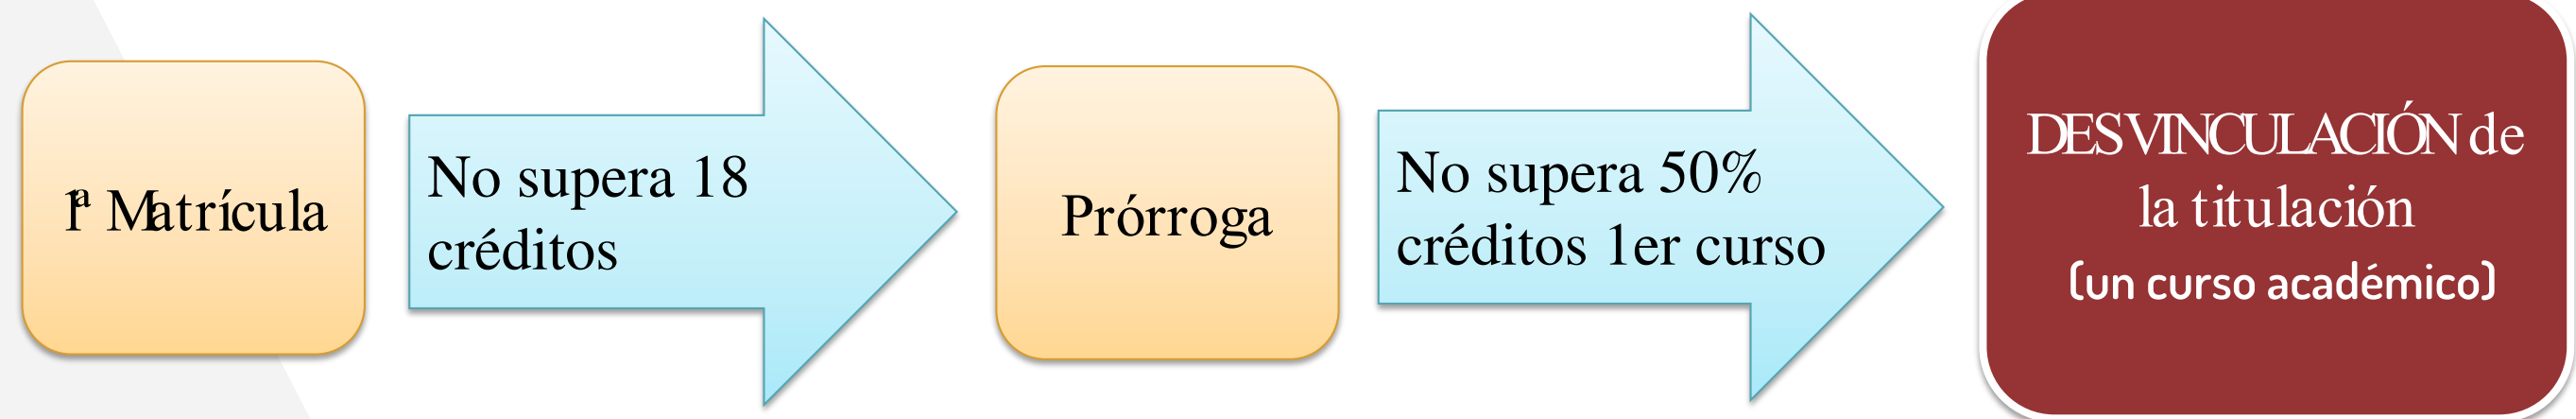 1ª Matrícula
No supera 18
créditos
Prórroga
No supera 50%
créditos 1er curso
DESVINCULACIÓN de
la titulación
(un curso académico)